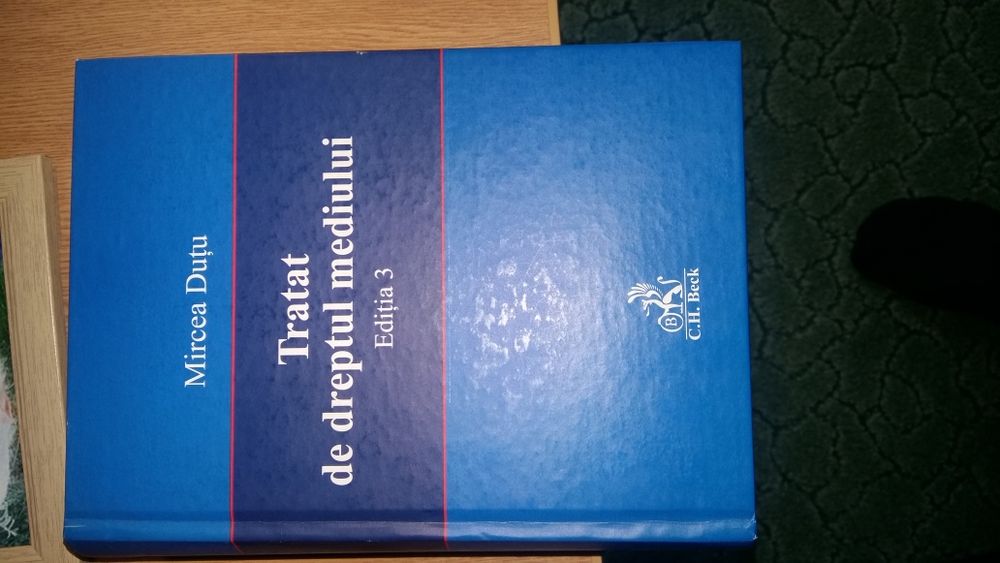 Mircea Duțu
Tratat
de dreptul mediului
Ediția 3
B
C.H. Beck